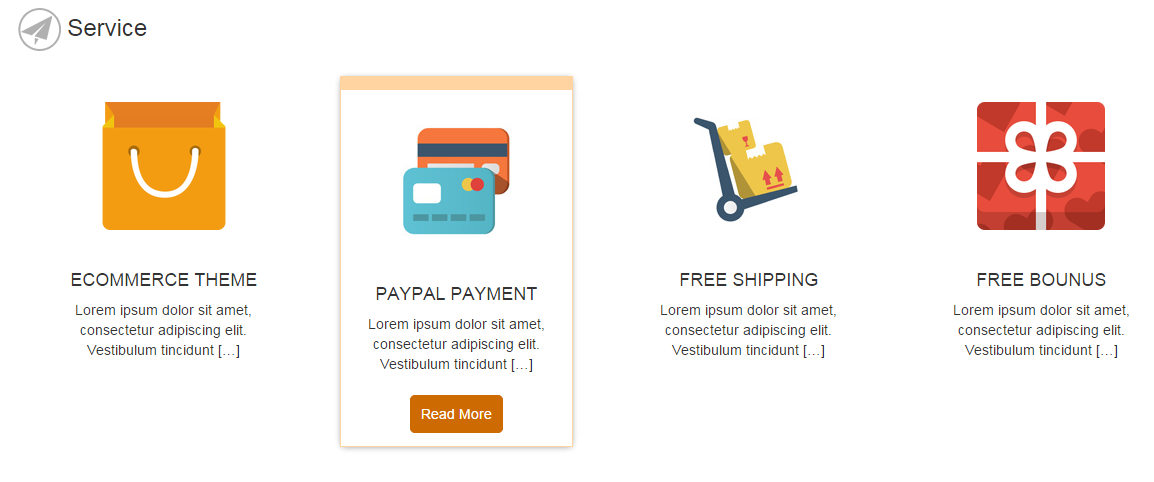 Service
ECOMMERCE THEME
Lorem ipsum dolor sit amet,
consectetur adipiscing elit.
Vestibulum tincidunt […]
PAYPAL PAYMENT
Lorem ipsum dolor sit amet,
consectetur adipiscing elit.
Vestibulum tincidunt […]
Read More
FREE SHIPPING
Lorem ipsum dolor sit amet,
consectetur adipiscing elit.
Vestibulum tincidunt […]
FREE BOUNUS
Lorem ipsum dolor sit amet,
consectetur adipiscing elit.
Vestibulum tincidunt […]